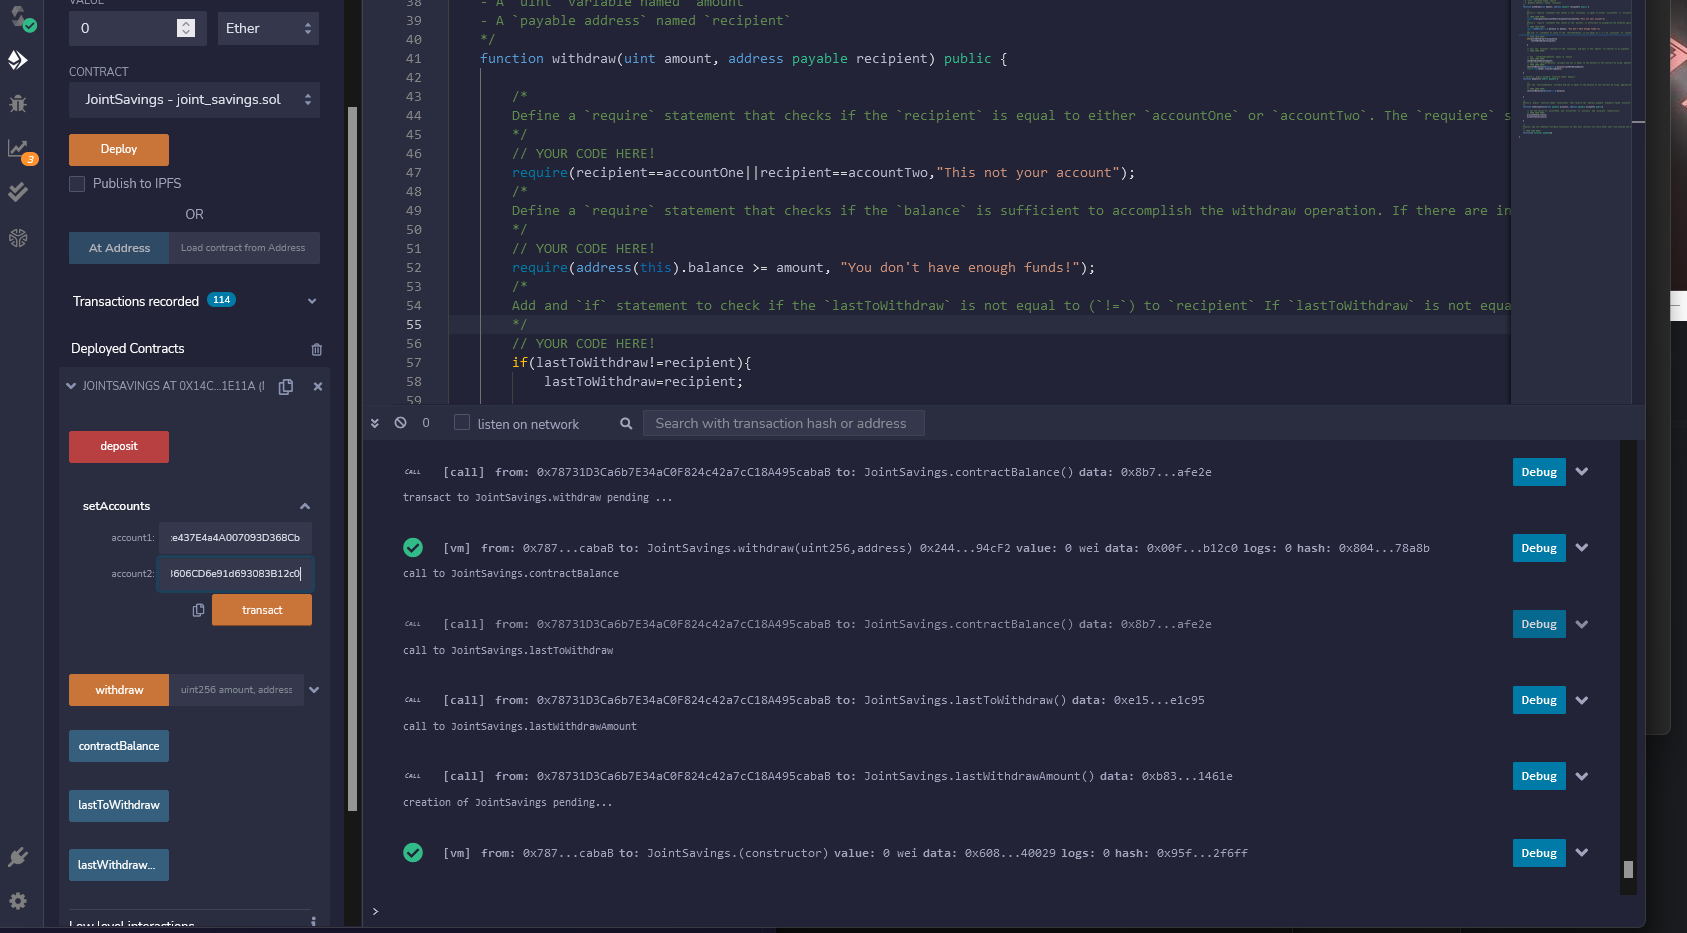 VALUE
0
Ether
CONTRACT
JointSavings - joint_savings.sol
Deploy
3
Publish to IPFS
OR
At Address
Load contract from Address
Transactions recorded 114
Deployed Contracts
JOINTSAVINGS AT 0X14C...1E11A (
deposit
setAccounts
account1:
:e437E4a4A007093D368Cb
account2:
606CD6e91d693083B12c0
transact
withdraw
uint256 amount, address
contractBalance
lastToWithdraw
lastWithdraw...
Low level interactions
38 - A `uint` variable named `amount`
39 - A `payable address` named `recipient`
40 */
41 function withdraw(uint amount, address payable recipient) public {
42
43 /*
44 Define a `require` statement that checks if the `recipient` is equal to either `accountOne` or `accountTwo`. The `requiere` s
45 */
46 // YOUR CODE HERE!
47 require(recipient==accountOne||recipient==accountTwo,"This not your account");
48 /*
49 Define a `require` statement that checks if the `balance` is sufficient to accomplish the withdraw operation. If there are in
50 */
51 // YOUR CODE HERE!
52 require(address(this).balance >= amount, "You don't have enough funds!");
53 /*
54 Add and `if` statement to check if the `lastToWithdraw` is not equal to (`!=`) to `recipient` If `lastToWithdraw` is not equa
55 */
56 // YOUR CODE HERE!
57 if(lastToWithdraw!=recipient){
58 lastToWithdraw=recipient;
59
0
listen on network
Search with transaction hash or address
CALL [call] from: 0x78731D3Ca6b7E34aC0F824c42a7cC18A495cabaB to: JointSavings.contractBalance() data: 0x8b7...afe2e Debug
transact to JointSavings.withdraw pending ...
[vm] from: 0x787...cabaB to: JointSavings.withdraw(uint256,address) 0x244...94cF2 value: 0 wei data: 0x00f...b12c0 logs: 0 hash: 0x804...78a8b Debug
call to JointSavings.contractBalance
CALL [call] from: 0x78731D3Ca6b7E34aC0F824c42a7cC18A495cabaB to: JointSavings.contractBalance() data: 0x8b7...afe2e Debug
call to JointSavings.lastToWithdraw
CALL [call] from: 0x78731D3Ca6b7E34aC0F824c42a7cC18A495cabaB to: JointSavings.lastToWithdraw() data: 0xe15...e1c95 Debug
call to JointSavings.lastWithdrawAmount
CALL [call] from: 0x78731D3Ca6b7E34aC0F824c42a7cC18A495cabaB to: JointSavings.lastWithdrawAmount() data: 0xb83...1461e Debug
creation of JointSavings pending...
[vm] from: 0x787...cabaB to: JointSavings.(constructor) value: 0 wei data: 0x608...40029 logs: 0 hash: 0x95f...2f6ff Debug
>